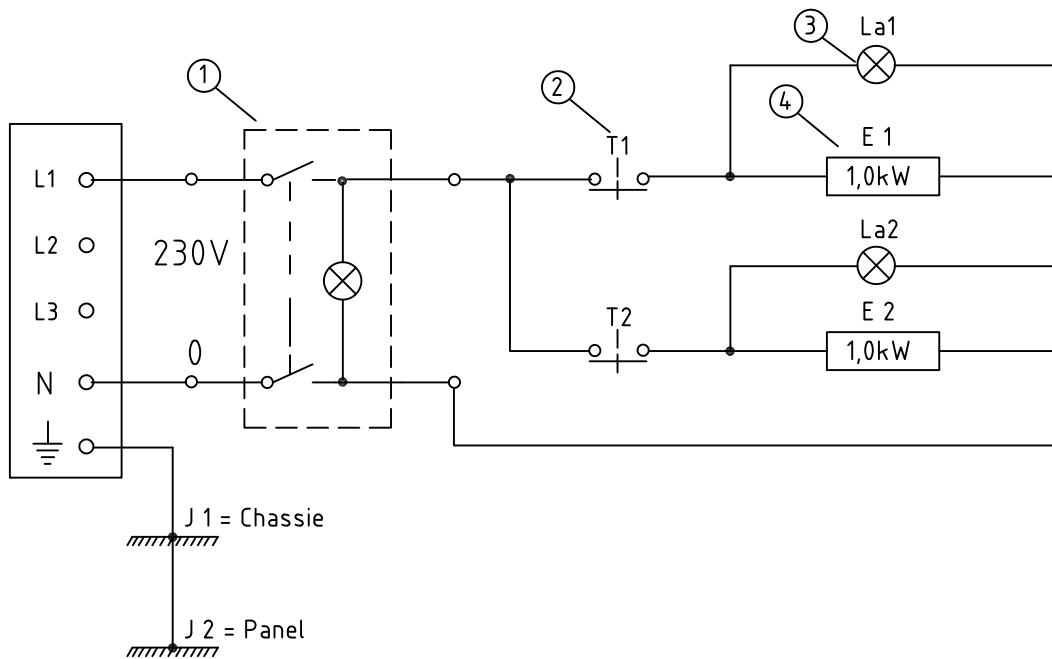 3
La1
1
2
4
T1
E 1
L1
1,0kW
L2
230V
La2
L3
T2
E 2
0
1,0kW
N
J 1 = Chassie
J 2 = Panel